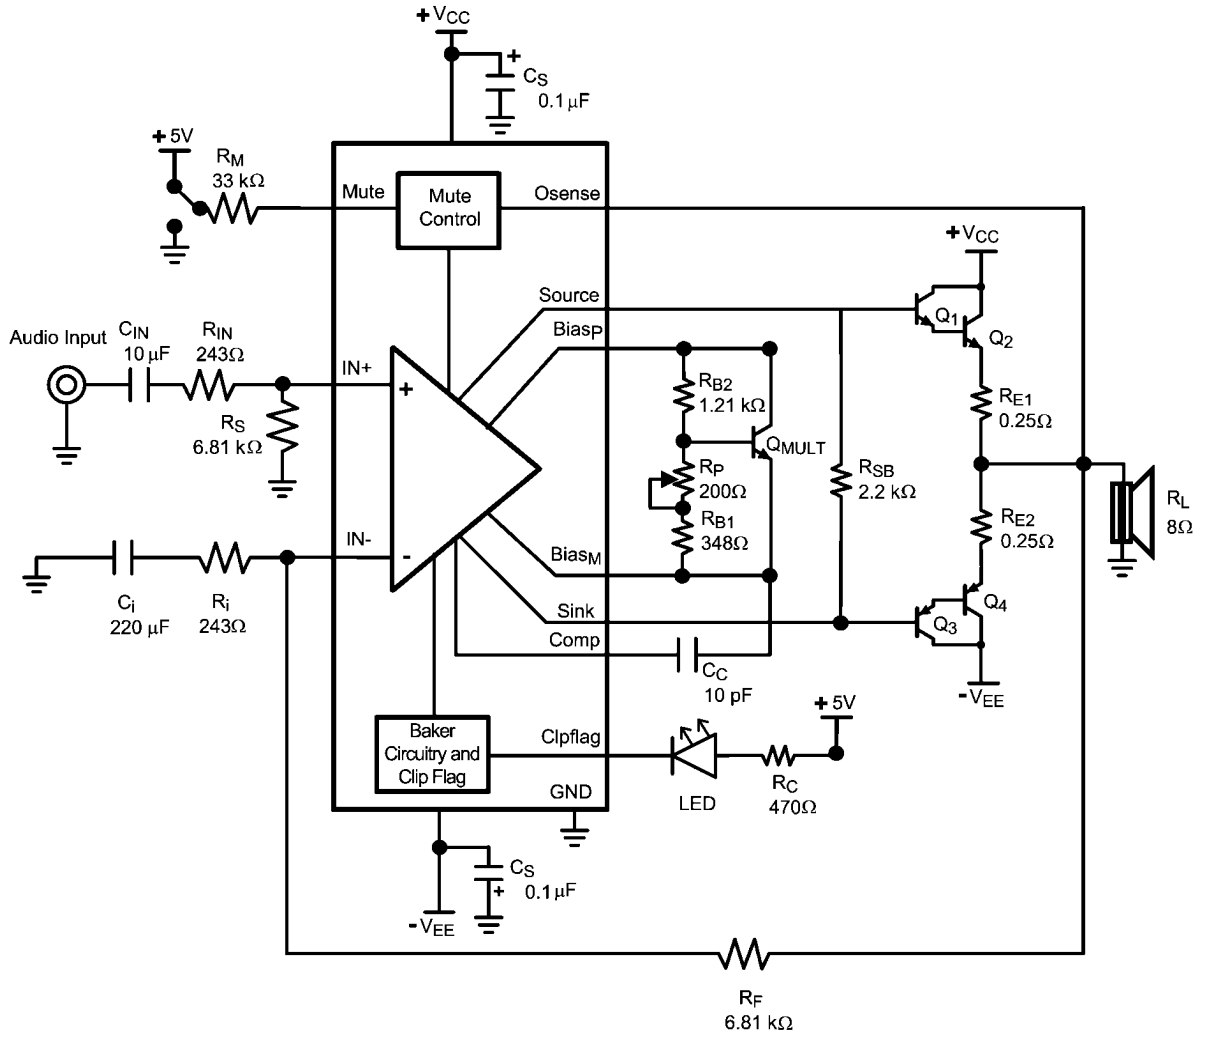 +VCC
+
CS
0.1 μF
+5V
RM
33 kΩ
Mute
Mute
Control
Osense
+VCC
Source
Q1
BiasP
Q2
Audio Input
CIN
10 μF
RIN
243Ω
IN+
+
RS
6.81 kΩ
RB2
1.21 kΩ
QMULT
RE1
0.25Ω
RP
200Ω
RSB
2.2 kΩ
RL
8Ω
RB1
348Ω
RE2
0.25Ω
IN-
-
BiasM
Ci
220 μF
Ri
243Ω
Sink
Q4
Q3
Comp
CC
10 pF
-VEE
+5V
Baker
Circuitry and
Clip Flag
Clpflag
LED
RC
470Ω
GND
CS
0.1 μF
+
-VEE
RF
6.81 kΩ